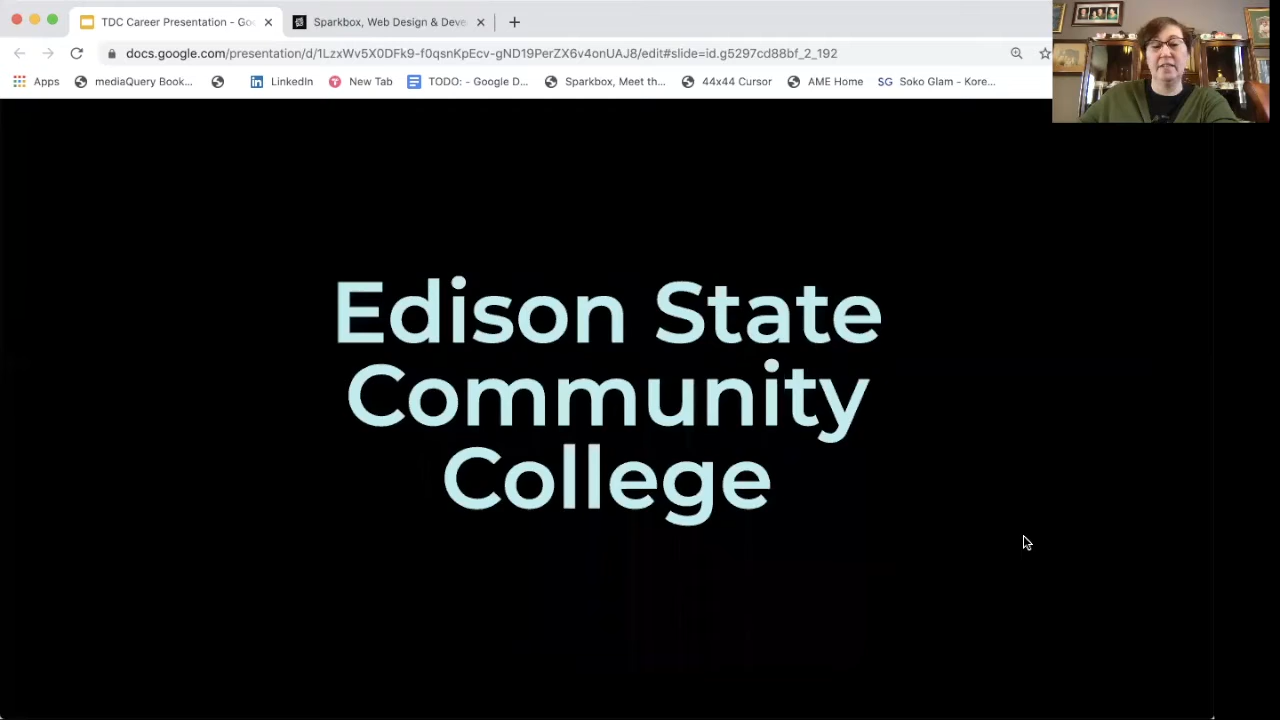 TDC Career Presentation - Goo
Sparkbox, Web Design & Deve
docs.google.com/presentation/d/1LzxWv5X0DFk9-f0qsnKpEcv-gND19PerZX6v4onUAJ8/edit#slide=id.g5297cd88bf_2_192
Apps
mediaQuery Book...
LinkedIn
New Tab
TODO: - Google D...
Sparkbox, Meet th...
44x44 Cursor
AME Home
SG Soko Glam - Kore...
Edison State
Community
College